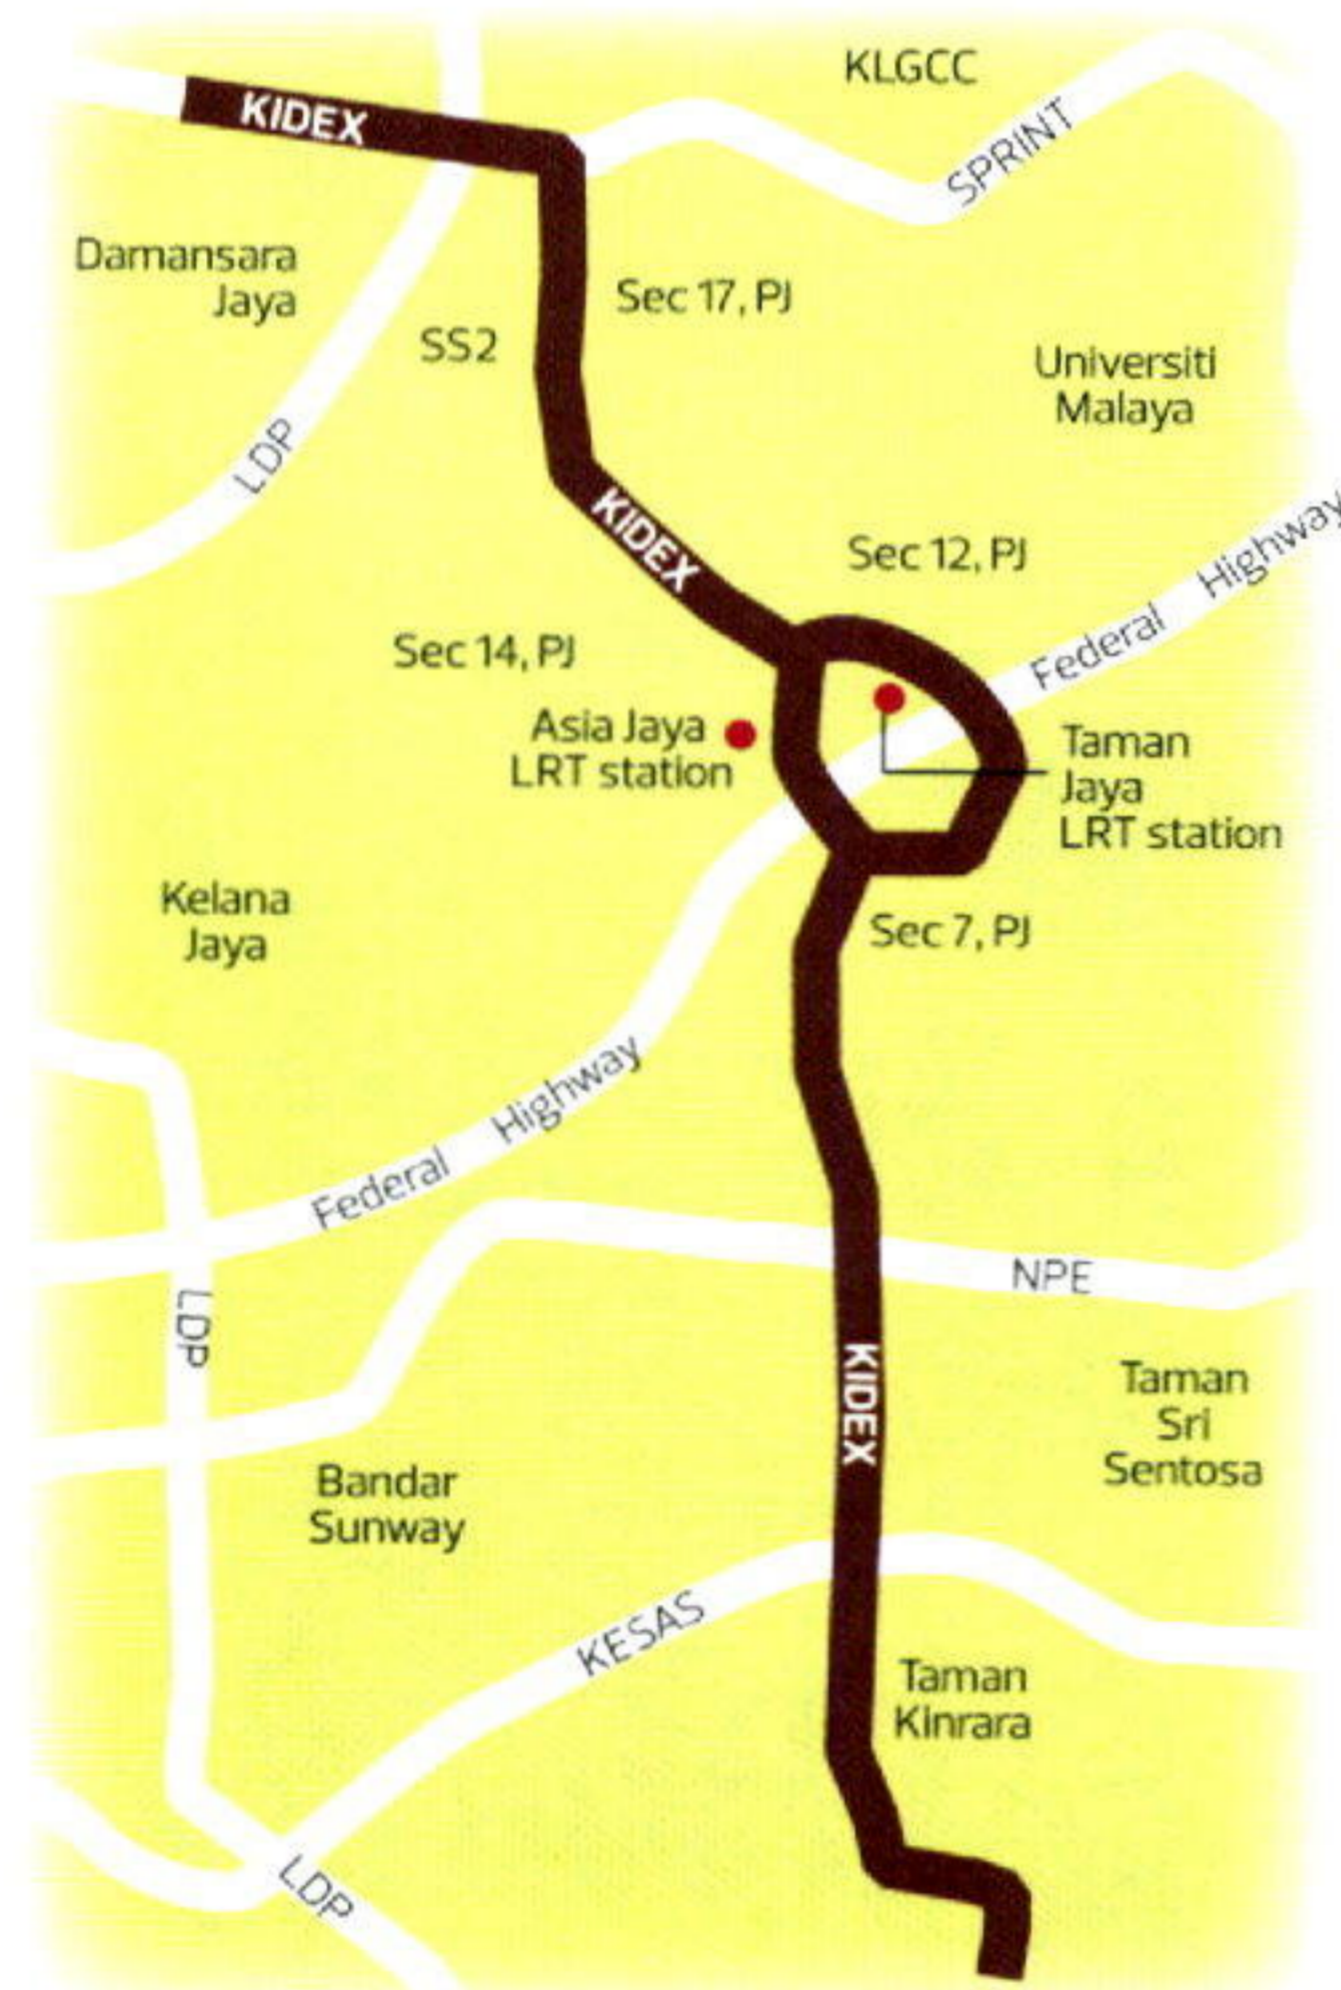 KLGCC
KIDEX
SPRINT
Damansara
Jaya
Sec 17, PJ
SS2
Universiti
Malaya
LDP
KIDEX
Sec 12, PJ
Federal Highway
Sec 14, PJ
Asia Jaya
LRT station
Taman
Jaya
LRT station
Kelana
Jaya
Sec 7, PJ
Federal Highway
NPE
LDP
KIDEX
Taman
Sri
Sentosa
Bandar
Sunway
KESAS
Taman
Kinrara
LDP